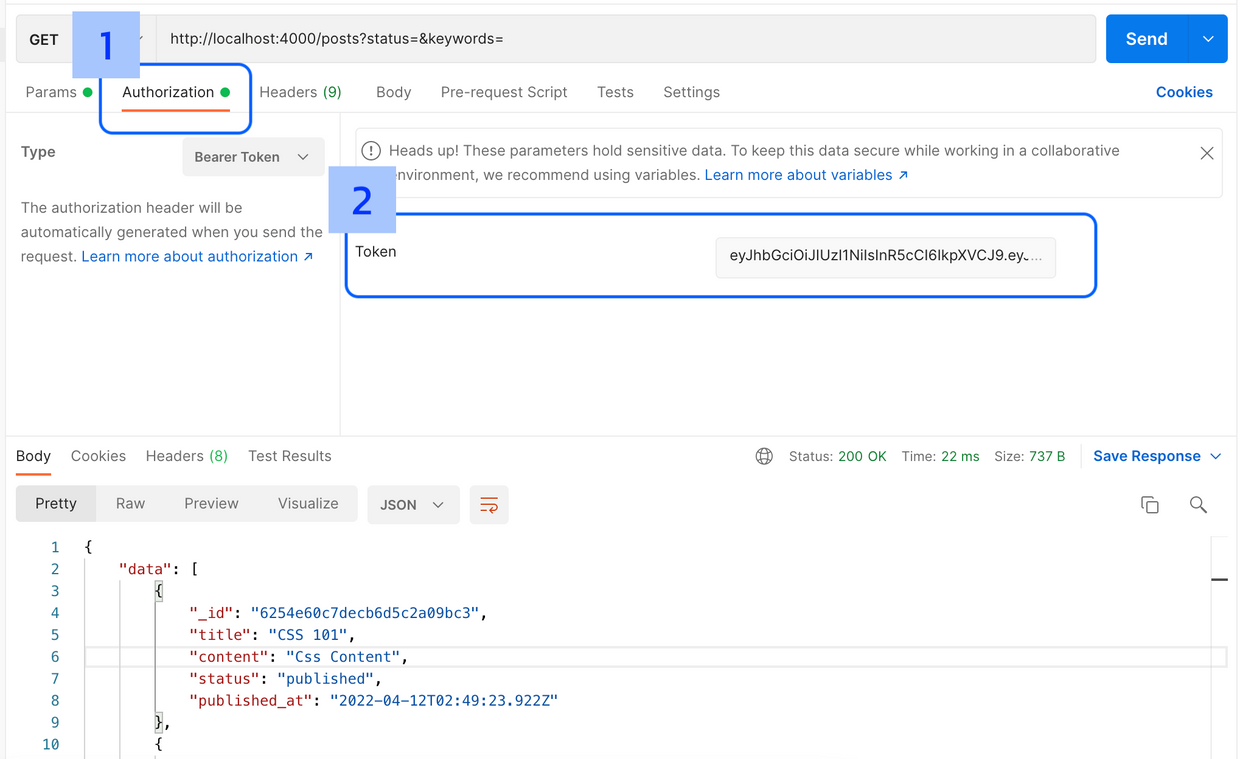 GET
1
http://localhost:4000/posts?status=&keywords=
Send
Params
Authorization
Headers (9)
Body
Pre-request Script
Tests
Settings
Cookies
Type
Bearer Token
The authorization header will be
automatically generated when you send the
request. Learn more about authorization ↗
Heads up! These parameters hold sensitive data. To keep this data secure while working in a collaborative
nvironment, we recommend using variables. Learn more about variables ↗
2
Token
eyJhbGciOiJIUzI1NiIsInR5cCI6IkpXVCJ9.eyJ...
Body
Cookies
Headers (8)
Test Results
Status: 200 OK
Time: 22 ms
Size: 737 B
Save Response
Pretty
Raw
Preview
Visualize
JSON
1 {
2 "data": [
3 {
4 "_id": "6254e60c7decb6d5c2a09bc3",
5 "title": "CSS 101",
6 "content": "Css Content",
7 "status": "published",
8 "published_at": "2022-04-12T02:49:23.922Z"
9 },
10 {